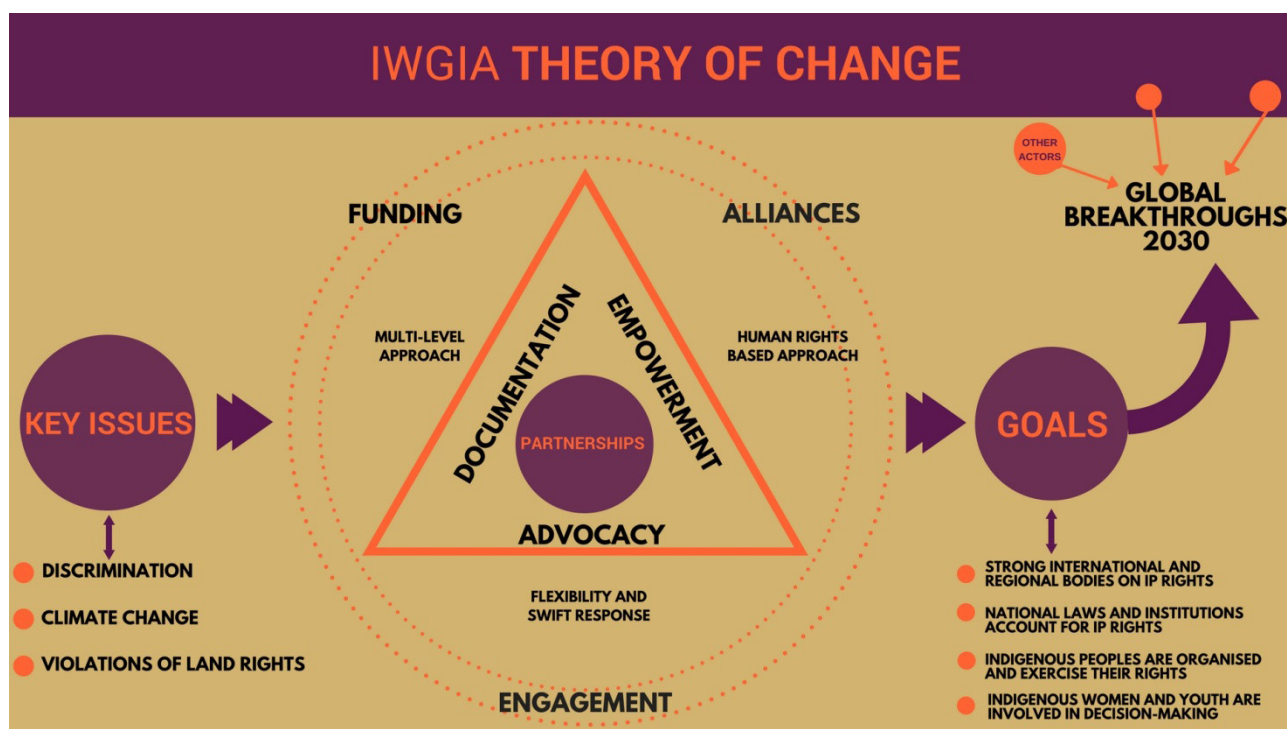 IWGIA THEORY OF CHANGE
OTHER
ACTORS
GLOBAL
BREAKTHROUGHS
2030
FUNDING
ALLIANCES
MULTI-LEVEL
APPROACH
DOCUMENTATION
EMPOWERMENT
HUMAN RIGHTS
BASED APPROACH
KEY ISSUES
PARTNERSHIPS
GOALS
ADVOCACY
FLEXIBILITY AND
SWIFT RESPONSE
ENGAGEMENT
DISCRIMINATION
CLIMATE CHANGE
VIOLATIONS OF LAND RIGHTS
STRONG INTERNATIONAL AND
REGIONAL BODIES ON IP RIGHTS
NATIONAL LAWS AND INSTITUTIONS
ACCOUNT FOR IP RIGHTS
INDIGENOUS PEOPLES ARE ORGANISED
AND EXERCISE THEIR RIGHTS
INDIGENOUS WOMEN AND YOUTH ARE
INVOLVED IN DECISION-MAKING